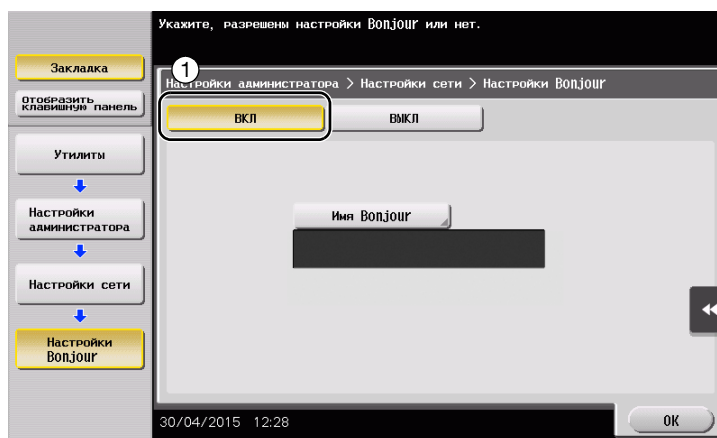 Укажите, разрешены настройки Bonjour или нет.
Закладка
Отобразить
клавишную панель
1
Настройки администратора > Настройки сети > Настройки Bonjour
ВКЛ
ВЫКЛ
Утилиты
Настройки
администратора
Настройки сети
Настройки
Bonjour
Имя Bonjour
30/04/2015 12:28
OK